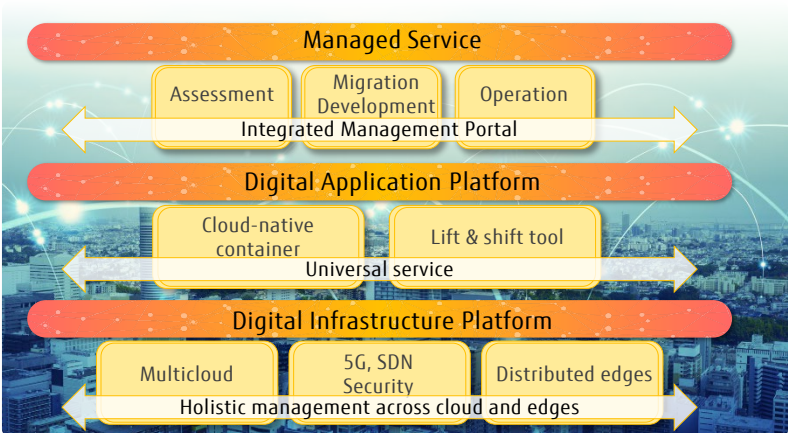 Managed Service
Assessment
Migration
Development
Operation
Integrated Management Portal
Digital Application Platform
Cloud-native
container
Lift & shift tool
Universal service
Digital Infrastructure Platform
Multicloud
5G, SDN
Security
Distributed edges
Holistic management across cloud and edges